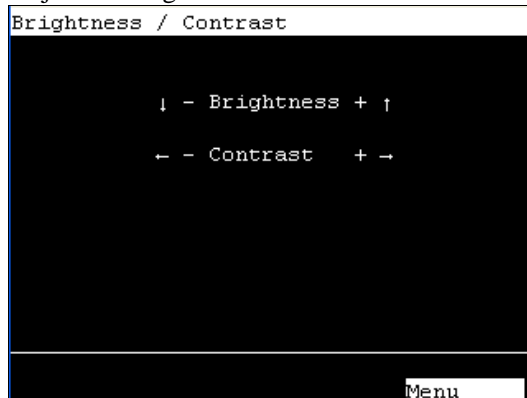 Brightness / Contrast
↓ - Brightness + ↑
← - Contrast + →
Menu